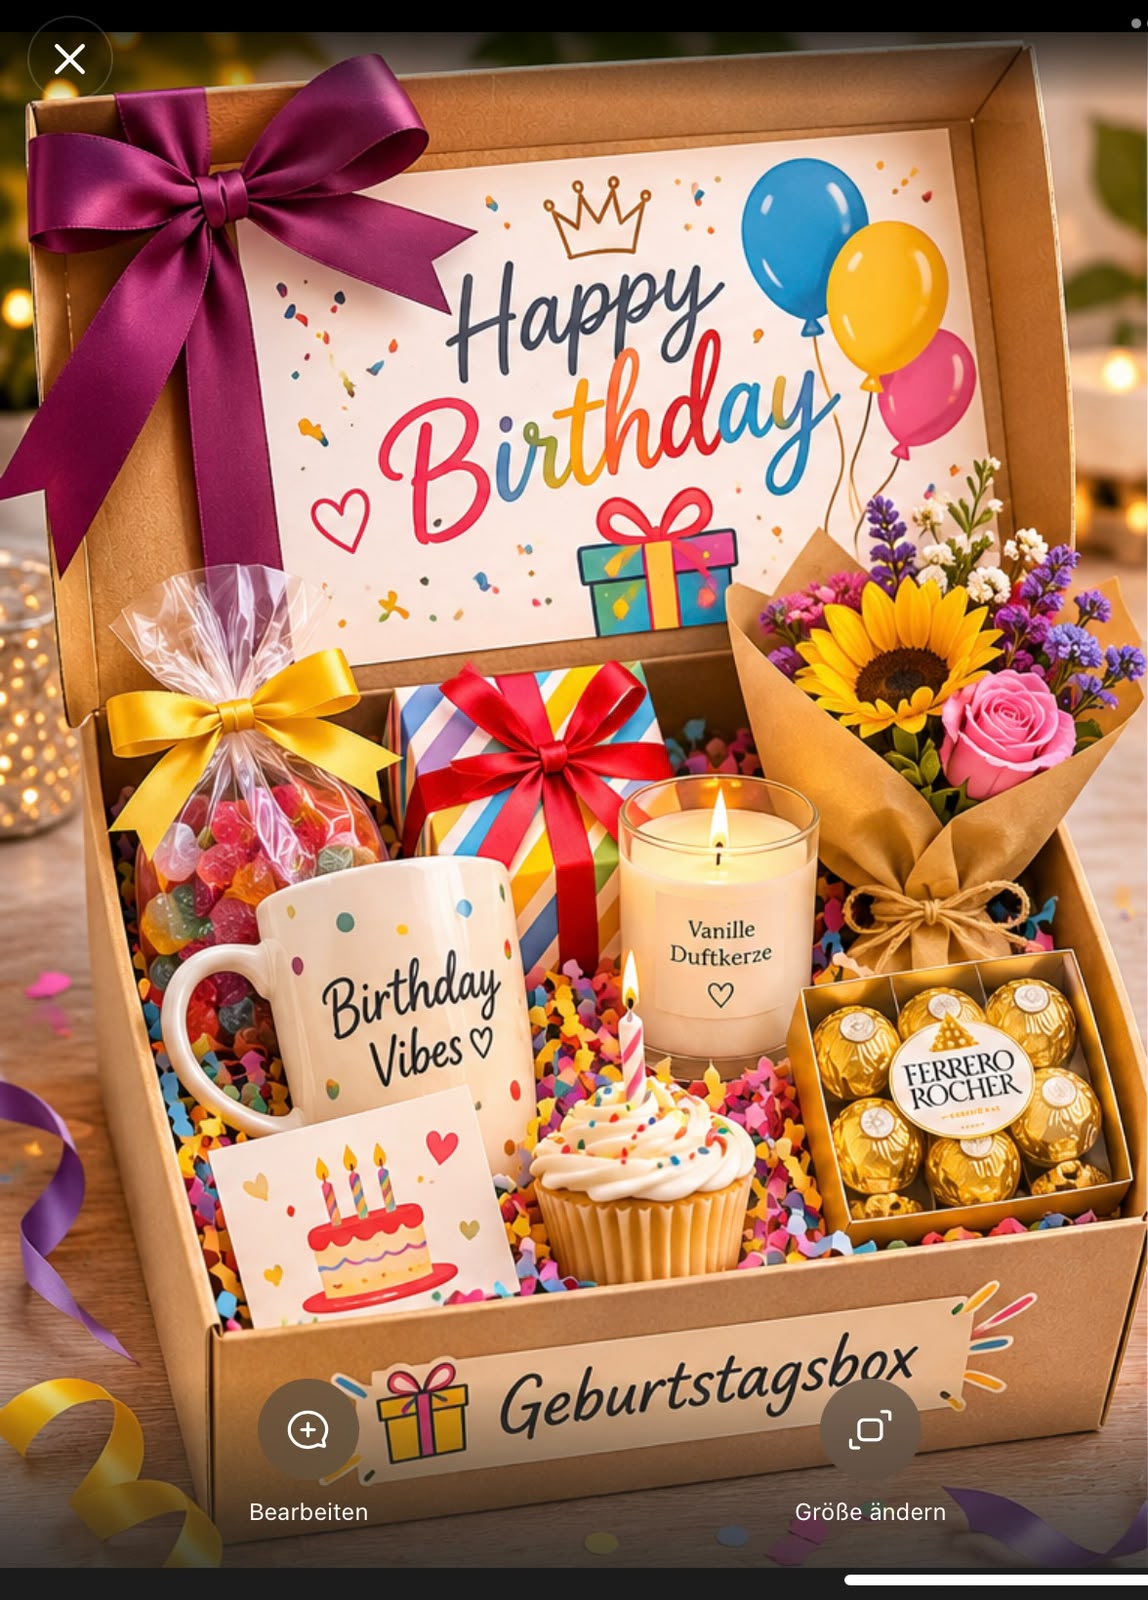 Happy
Birthday
Birthday
Vibes
Vanille
Duftkerze
FERRERO
ROCHER
Geburtstagsbox
Bearbeiten
Größe ändern